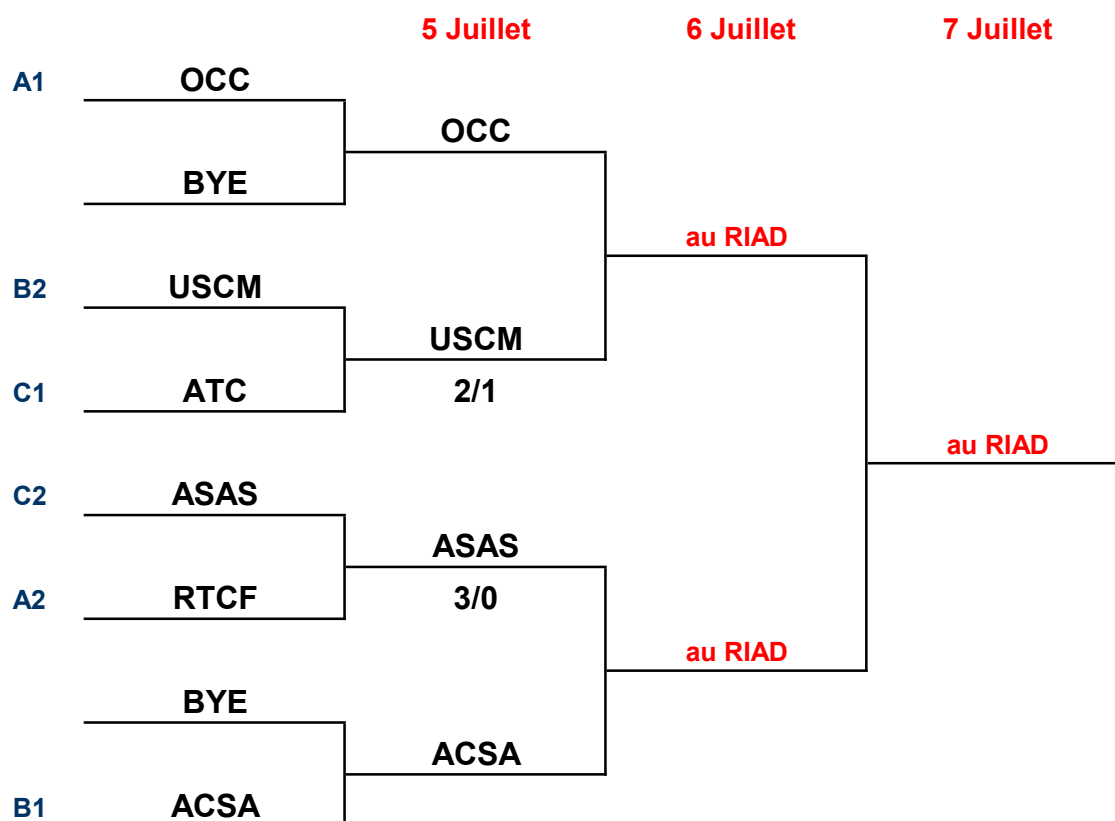 5 Juillet 6 Juillet 7 Juillet
A1 OCC
OCC
BYE
au RIAD
B2 USCM
USCM
C1 ATC 2/1
au RIAD
C2 ASAS
ASAS
A2 RTCF 3/0
au RIAD
BYE
ACSA
B1 ACSA